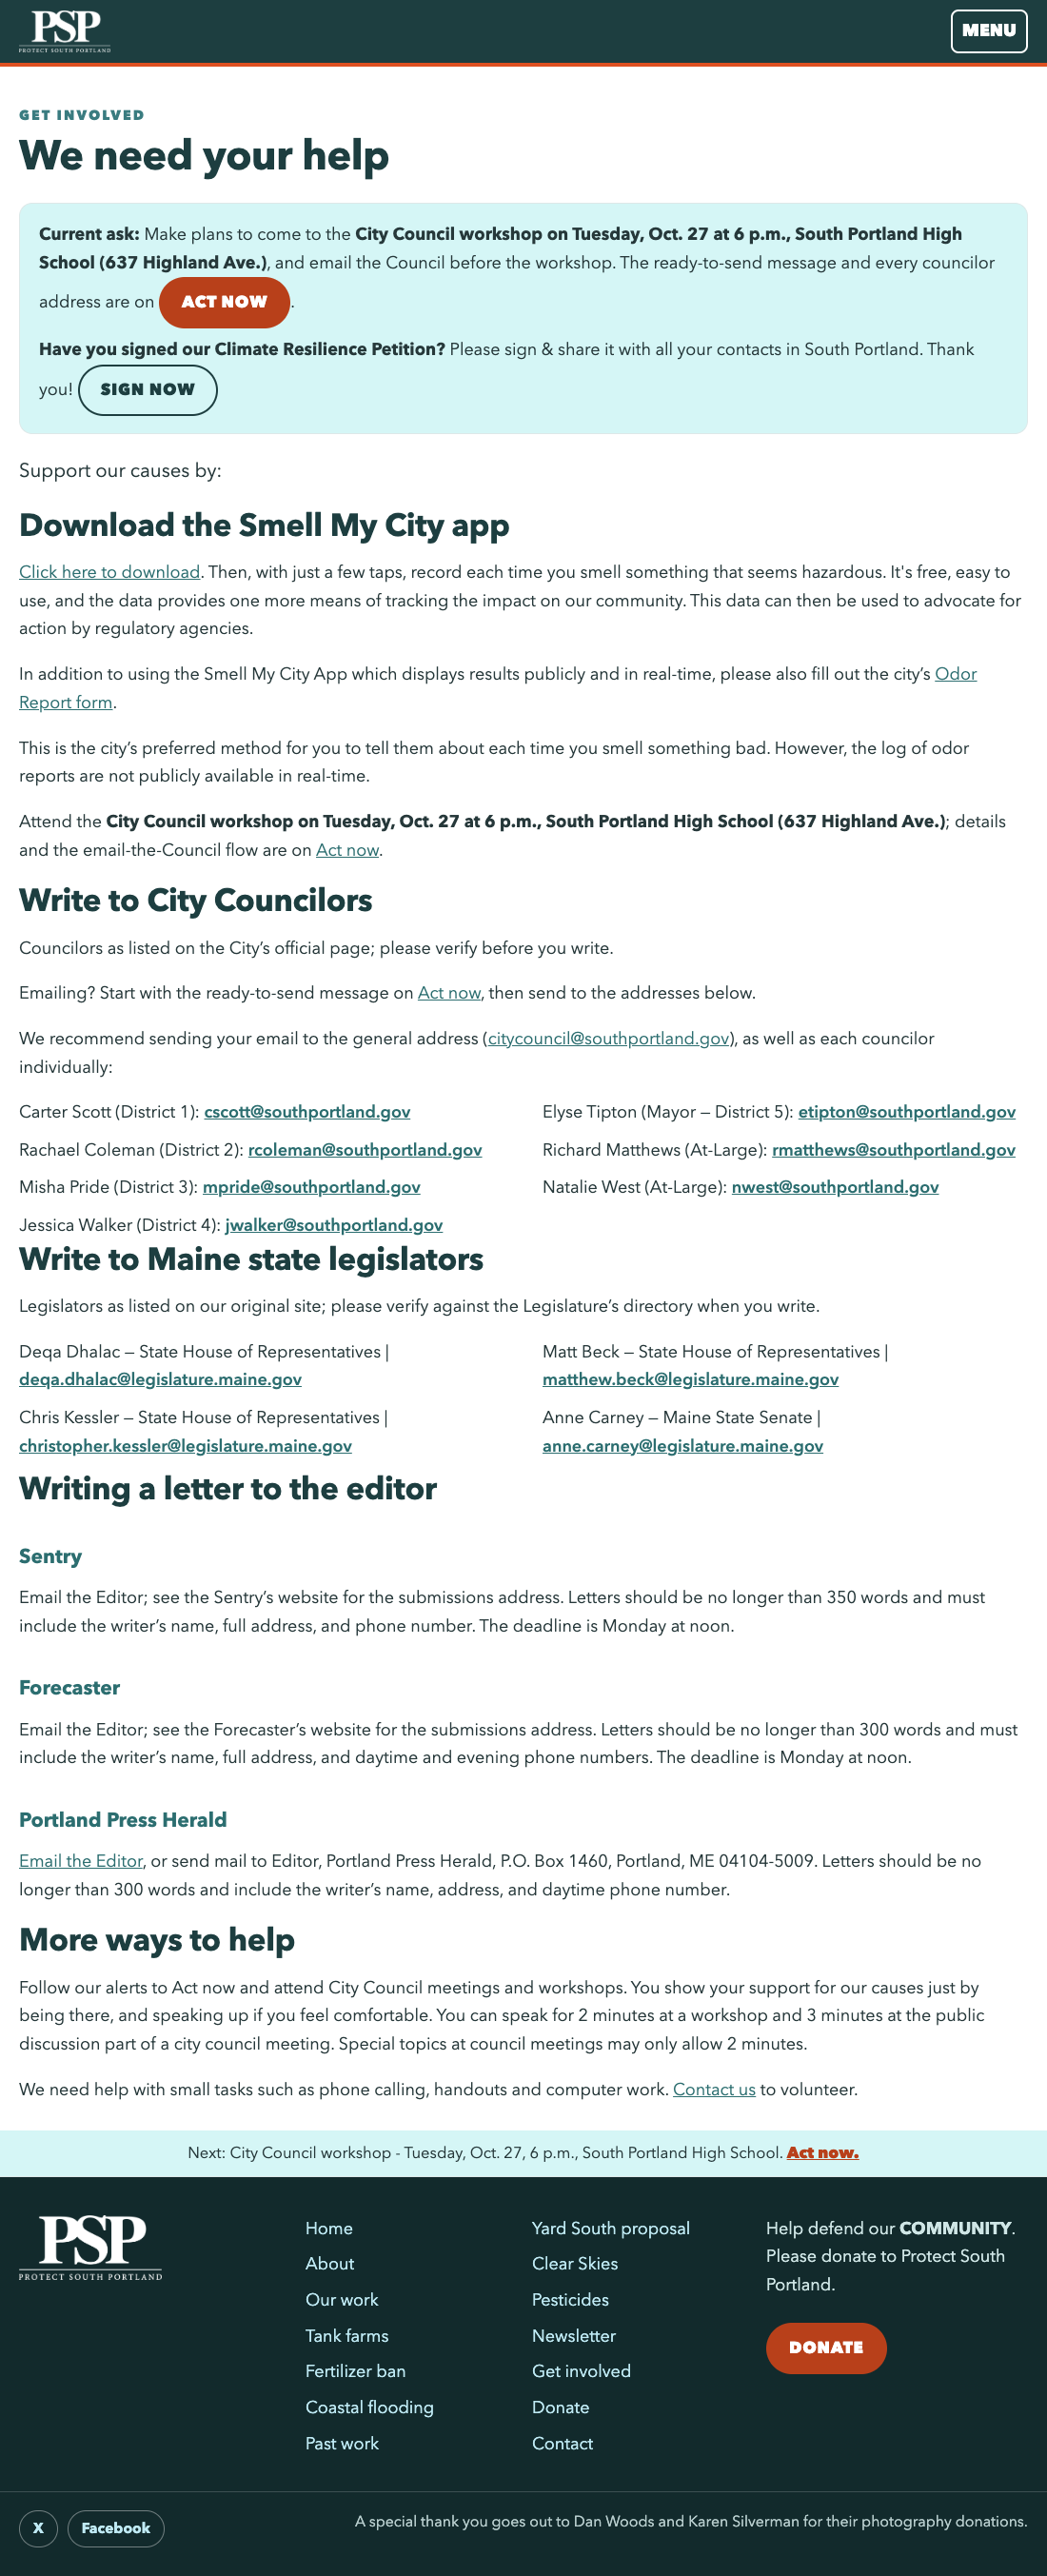 PSP
PROTECT SOUTH PORTLAND
MENU
GET INVOLVED
We need your help
Current ask: Make plans to come to the City Council workshop on Tuesday, Oct. 27 at 6 p.m., South Portland High
School (637 Highland Ave.), and email the Council before the workshop. The ready-to-send message and every councilor
address are on ACT NOW.
Have you signed our Climate Resilience Petition? Please sign & share it with all your contacts in South Portland. Thank
you! SIGN NOW
Support our causes by:
Download the Smell My City app
Click here to download. Then, with just a few taps, record each time you smell something that seems hazardous. It's free, easy to
use, and the data provides one more means of tracking the impact on our community. This data can then be used to advocate for
action by regulatory agencies.
In addition to using the Smell My City App which displays results publicly and in real-time, please also fill out the city’s Odor
Report form.
This is the city’s preferred method for you to tell them about each time you smell something bad. However, the log of odor
reports are not publicly available in real-time.
Attend the City Council workshop on Tuesday, Oct. 27 at 6 p.m., South Portland High School (637 Highland Ave.); details
and the email-the-Council flow are on Act now.
Write to City Councilors
Councilors as listed on the City’s official page; please verify before you write.
Emailing? Start with the ready-to-send message on Act now, then send to the addresses below.
We recommend sending your email to the general address (citycouncil@southportland.gov), as well as each councilor
individually:
Carter Scott (District 1): cscott@southportland.gov
Rachael Coleman (District 2): rcoleman@southportland.gov
Misha Pride (District 3): mpride@southportland.gov
Jessica Walker (District 4): jwalker@southportland.gov
Elyse Tipton (Mayor – District 5): etipton@southportland.gov
Richard Matthews (At-Large): rmatthews@southportland.gov
Natalie West (At-Large): nwest@southportland.gov
Write to Maine state legislators
Legislators as listed on our original site; please verify against the Legislature’s directory when you write.
Deqa Dhalac – State House of Representatives |
deqa.dhalac@legislature.maine.gov
Chris Kessler – State House of Representatives |
christopher.kessler@legislature.maine.gov
Matt Beck – State House of Representatives |
matthew.beck@legislature.maine.gov
Anne Carney – Maine State Senate |
anne.carney@legislature.maine.gov
Writing a letter to the editor
Sentry
Email the Editor; see the Sentry’s website for the submissions address. Letters should be no longer than 350 words and must
include the writer’s name, full address, and phone number. The deadline is Monday at noon.
Forecaster
Email the Editor; see the Forecaster’s website for the submissions address. Letters should be no longer than 300 words and must
include the writer’s name, full address, and daytime and evening phone numbers. The deadline is Monday at noon.
Portland Press Herald
Email the Editor, or send mail to Editor, Portland Press Herald, P.O. Box 1460, Portland, ME 04104-5009. Letters should be no
longer than 300 words and include the writer’s name, address, and daytime phone number.
More ways to help
Follow our alerts to Act now and attend City Council meetings and workshops. You show your support for our causes just by
being there, and speaking up if you feel comfortable. You can speak for 2 minutes at a workshop and 3 minutes at the public
discussion part of a city council meeting. Special topics at council meetings may only allow 2 minutes.
We need help with small tasks such as phone calling, handouts and computer work. Contact us to volunteer.
Next: City Council workshop - Tuesday, Oct. 27, 6 p.m., South Portland High School. Act now.
PSP
PROTECT SOUTH PORTLAND
Home
About
Our work
Tank farms
Fertilizer ban
Coastal flooding
Past work
Yard South proposal
Clear Skies
Pesticides
Newsletter
Get involved
Donate
Contact
Help defend our COMMUNITY.
Please donate to Protect South
Portland.
DONATE
X
Facebook
A special thank you goes out to Dan Woods and Karen Silverman for their photography donations.